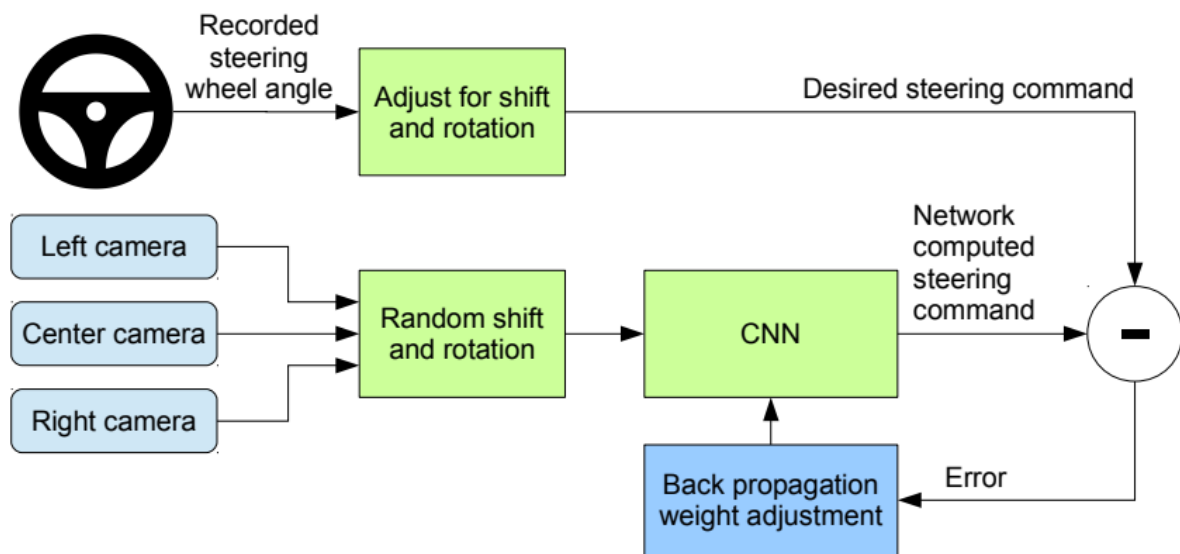 Recorded
steering
wheel angle
Adjust for shift
and rotation
Desired steering command
Left camera
Center camera
Right camera
Random shift
and rotation
CNN
Network
computed
steering
command
-
Back propagation
weight adjustment
Error